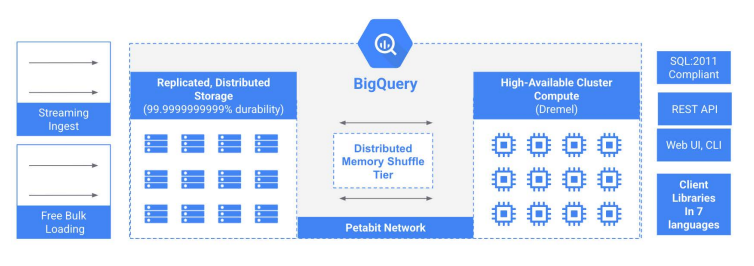 Streaming
Ingest
Free Bulk
Loading
BigQuery
Replicated, Distributed
Storage
(99.9999999999% durability)
Distributed
Memory Shuffle
Tier
Petabit Network
High-Available Cluster
Compute
(Dremel)
SQL:2011
Compliant
REST API
Web UI, CLI
Client
Libraries
In 7
languages